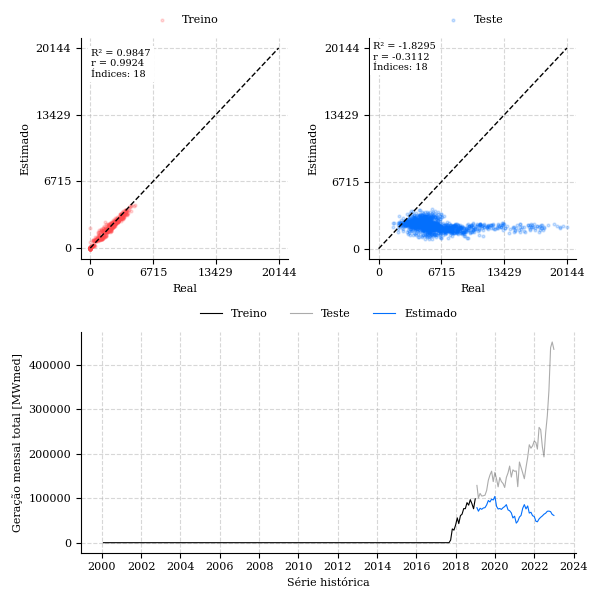 Treino
Teste
R² = 0.9847
r = 0.9924
Índices: 18
R² = -1.8295
r = -0.3112
Índices: 18
20144
13429
6715
0
Estimado
0 6715 13429 20144
Real
20144
13429
6715
0
Estimado
0 6715 13429 20144
Real
Treino Teste Estimado
400000
300000
200000
100000
0
Geração mensal total [MWmed]
2000 2002 2004 2006 2008 2010 2012 2014 2016 2018 2020 2022 2024
Série histórica